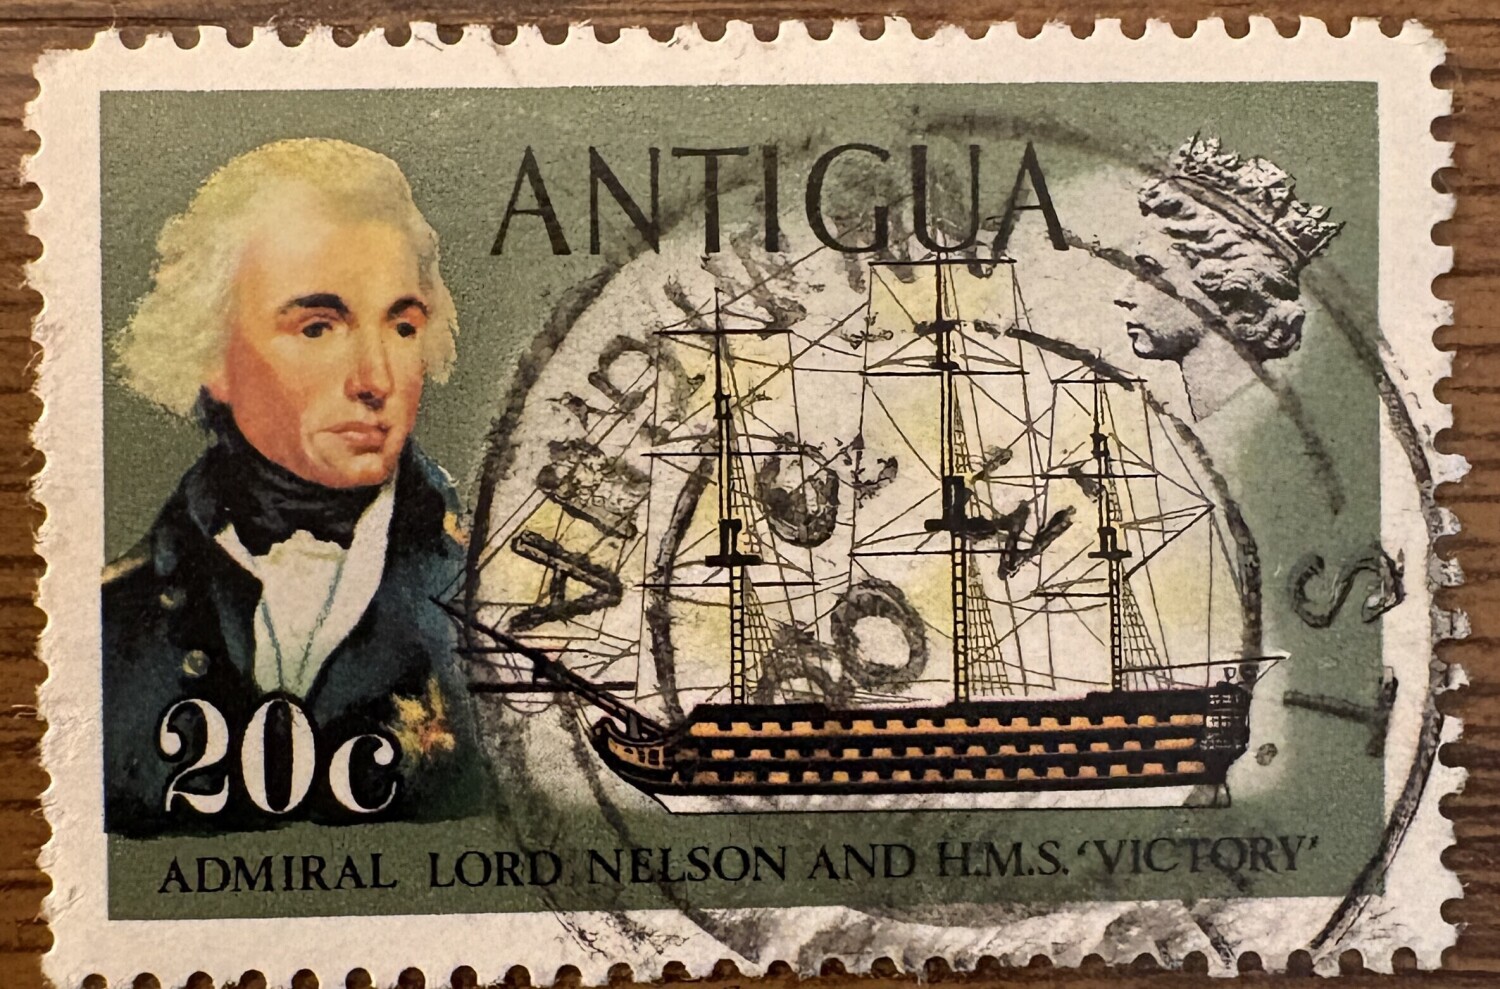 ANTIGUA
20c
ADMIRAL LORD NELSON AND H.M.S. 'VICTORY'